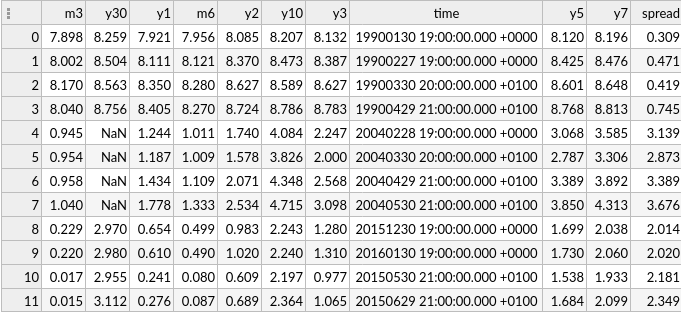 m3 y30 y1 m6 y2 y10 y3 time y5 y7 spread
0 7.898 8.259 7.921 7.956 8.085 8.207 8.132 19900130 19:00:00.000 +0000 8.120 8.196 0.309
1 8.002 8.504 8.111 8.121 8.370 8.473 8.387 19900227 19:00:00.000 +0000 8.425 8.476 0.471
2 8.170 8.563 8.350 8.280 8.627 8.589 8.627 19900330 20:00:00.000 +0100 8.601 8.648 0.419
3 8.040 8.756 8.405 8.270 8.724 8.786 8.783 19900429 21:00:00.000 +0100 8.768 8.813 0.745
4 0.945 NaN 1.244 1.011 1.740 4.084 2.247 20040228 19:00:00.000 +0000 3.068 3.585 3.139
5 0.954 NaN 1.187 1.009 1.578 3.826 2.000 20040330 20:00:00.000 +0100 2.787 3.306 2.873
6 0.958 NaN 1.434 1.109 2.071 4.348 2.568 20040429 21:00:00.000 +0100 3.389 3.892 3.389
7 1.040 NaN 1.778 1.333 2.534 4.715 3.098 20040530 21:00:00.000 +0100 3.850 4.313 3.676
8 0.229 2.970 0.654 0.499 0.983 2.243 1.280 20151230 19:00:00.000 +0000 1.699 2.038 2.014
9 0.220 2.980 0.610 0.490 1.020 2.240 1.310 20160130 19:00:00.000 +0000 1.730 2.060 2.020
10 0.017 2.955 0.241 0.080 0.609 2.197 0.977 20150530 21:00:00.000 +0100 1.538 1.933 2.181
11 0.015 3.112 0.276 0.087 0.689 2.364 1.065 20150629 21:00:00.000 +0100 1.684 2.099 2.349